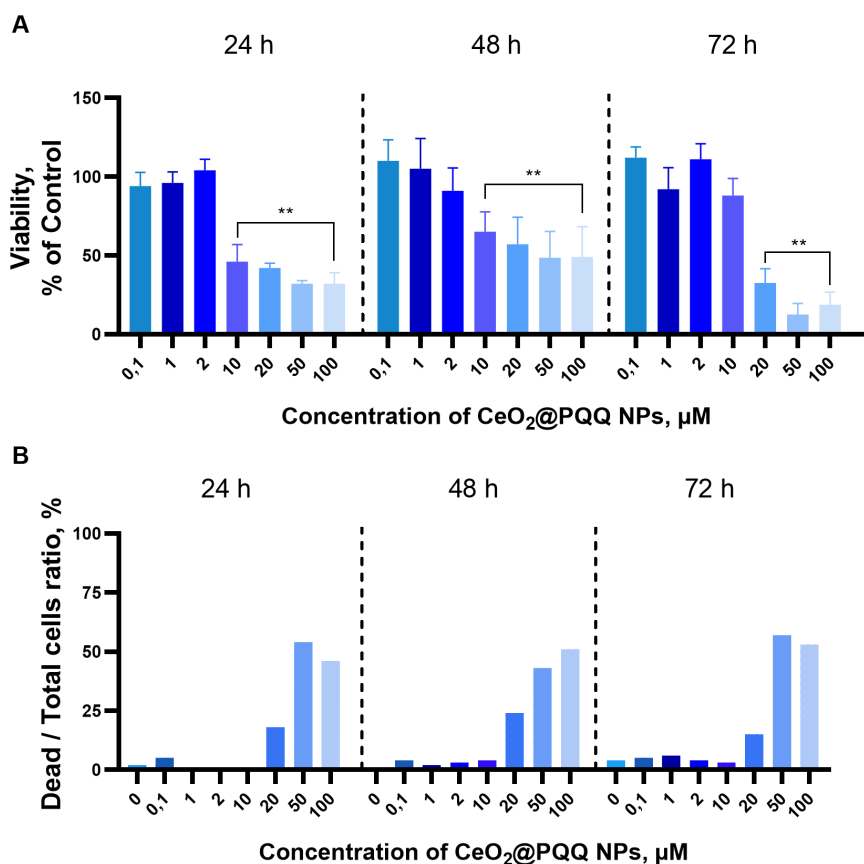 A
24 h
48 h
72 h
Viability,
% of Control
150
100
50
0
**
**
**
0,1 1 2 10 20 50 100 0,1 1 2 10 20 50 100 0,1 1 2 10 20 50 100
Concentration of CeO₂@PQQ NPs, µM
B
24 h
48 h
72 h
Dead / Total cells ratio, %
100
75
50
25
0
0 0,1 1 2 10 20 50 100 0 0,1 1 2 10 20 50 100 0 0,1 1 2 10 20 50 100
Concentration of CeO₂@PQQ NPs, µM